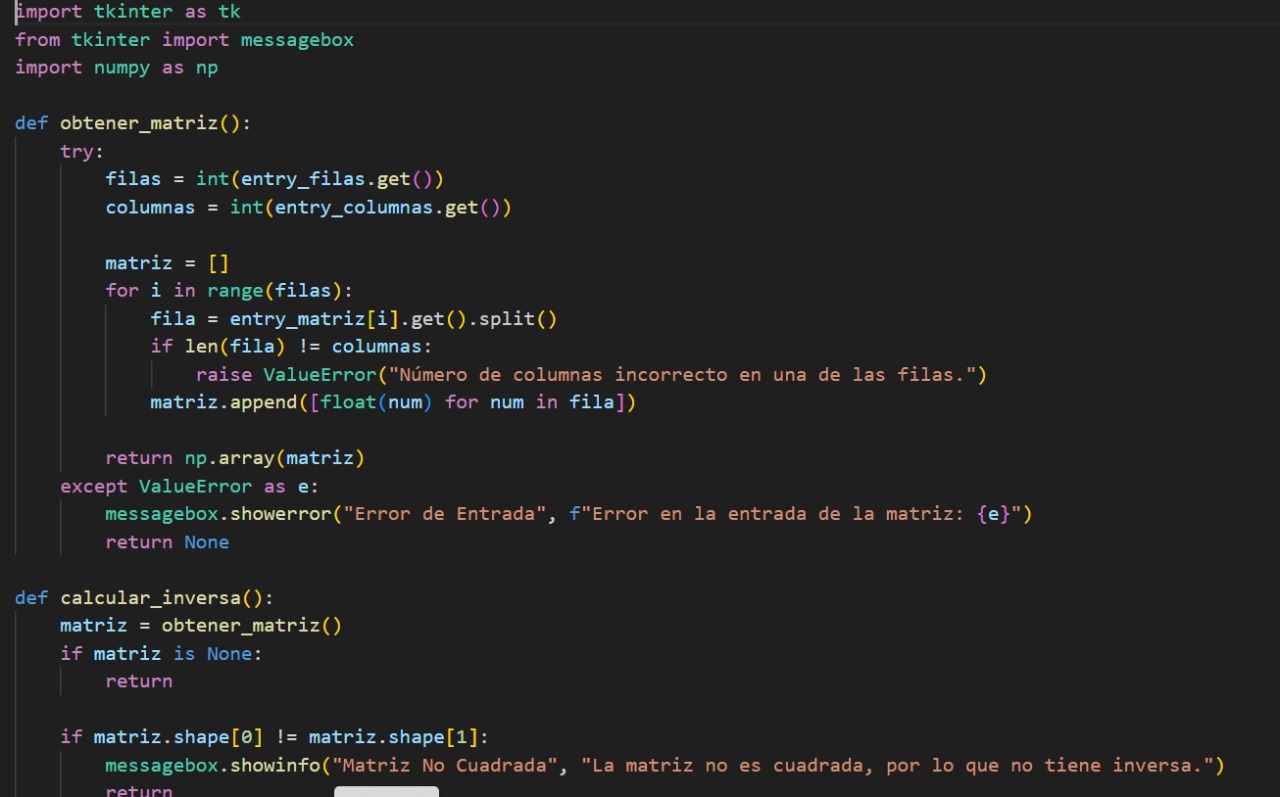 import tkinter as tk
from tkinter import messagebox
import numpy as np

def obtener_matriz():
    try:
        filas = int(entry_filas.get())
        columnas = int(entry_columnas.get())

        matriz = []
        for i in range(filas):
            fila = entry_matriz[i].get().split()
            if len(fila) != columnas:
                raise ValueError("Número de columnas incorrecto en una de las filas.")
            matriz.append([float(num) for num in fila])

        return np.array(matriz)
    except ValueError as e:
        messagebox.showerror("Error de Entrada", f"Error en la entrada de la matriz: {e}")
        return None

def calcular_inversa():
    matriz = obtener_matriz()
    if matriz is None:
        return

    if matriz.shape[0] != matriz.shape[1]:
        messagebox.showinfo("Matriz No Cuadrada", "La matriz no es cuadrada, por lo que no tiene inversa.")
        return